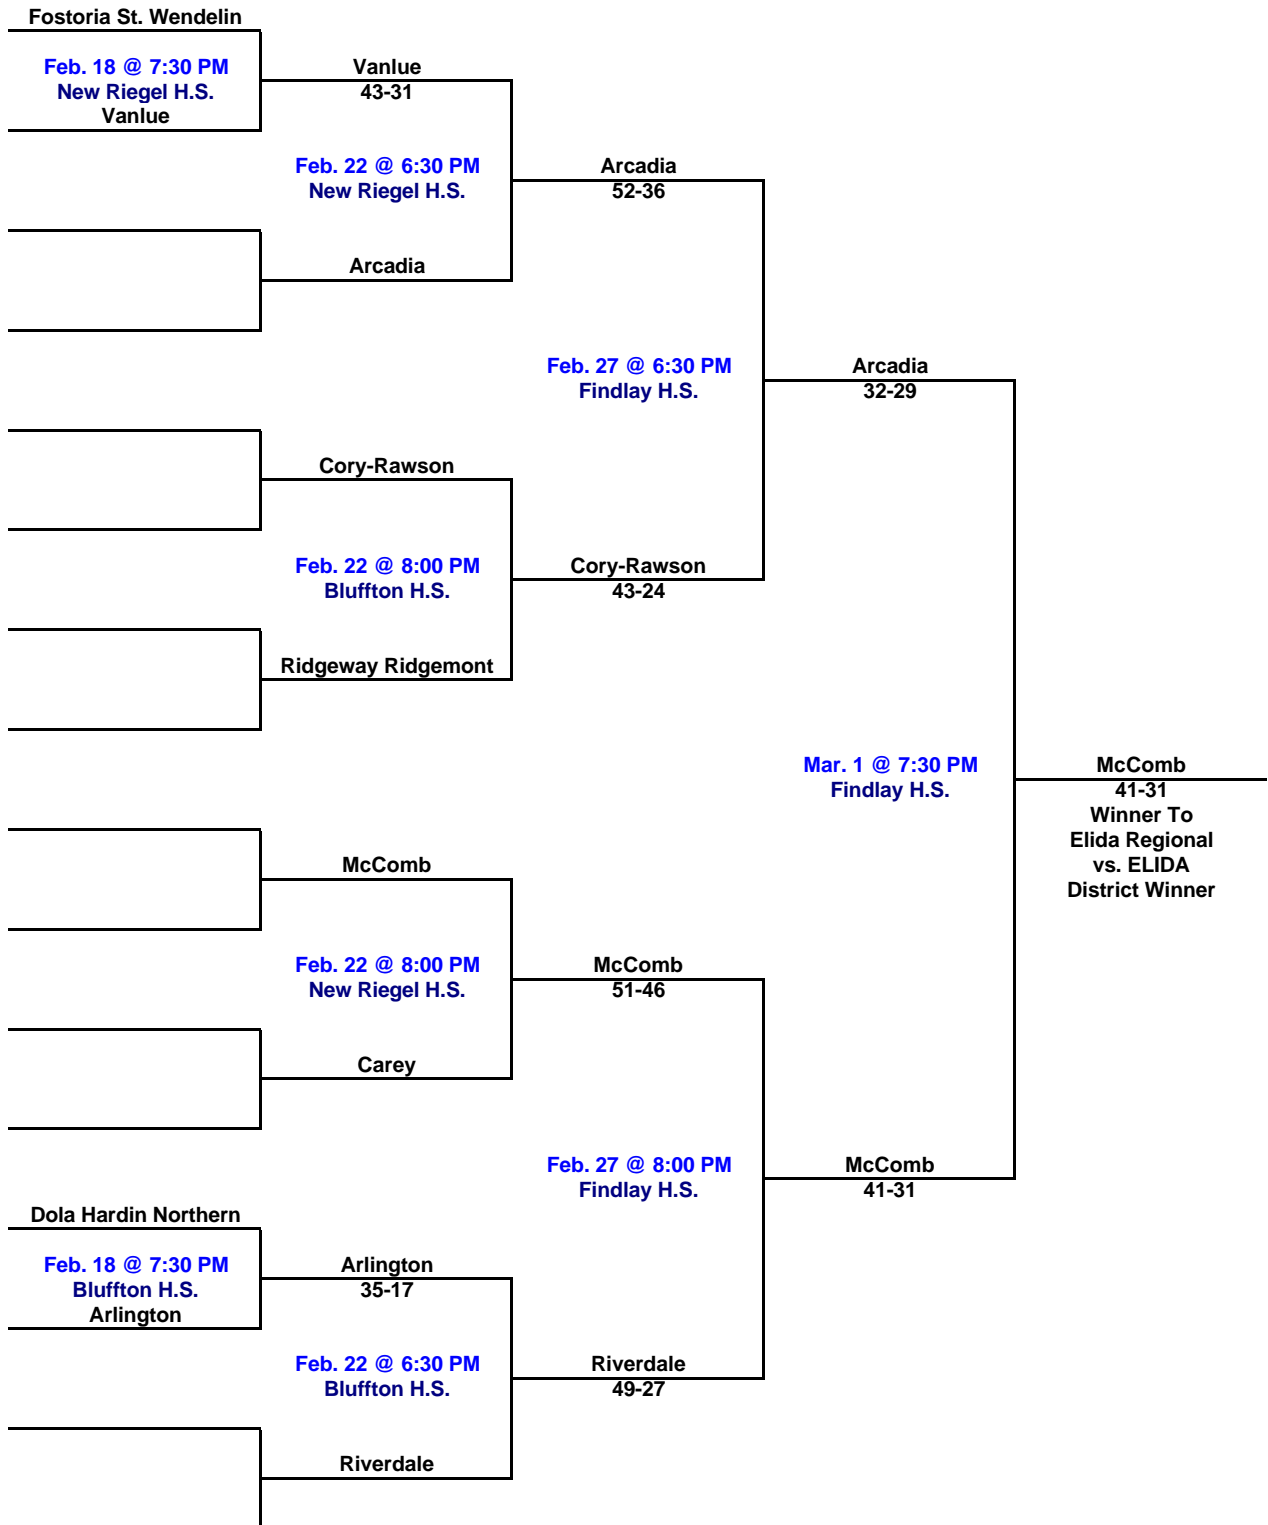 Fostoria St. Wendelin
Feb. 18 @ 7:30 PM
New Riegel H.S.
Vanlue
Vanlue
43-31
Feb. 22 @ 6:30 PM
New Riegel H.S.
Arcadia
52-36
Arcadia
Feb. 27 @ 6:30 PM
Findlay H.S.
Arcadia
32-29
Cory-Rawson
Feb. 22 @ 8:00 PM
Bluffton H.S.
Cory-Rawson
43-24
Ridgeway Ridgemont
Mar. 1 @ 7:30 PM
Findlay H.S.
McComb
41-31
Winner To
Elida Regional
vs. ELIDA
District Winner
McComb
Feb. 22 @ 8:00 PM
New Riegel H.S.
McComb
51-46
Carey
Feb. 27 @ 8:00 PM
Findlay H.S.
McComb
41-31
Dola Hardin Northern
Feb. 18 @ 7:30 PM
Bluffton H.S.
Arlington
Arlington
35-17
Feb. 22 @ 6:30 PM
Bluffton H.S.
Riverdale
49-27
Riverdale